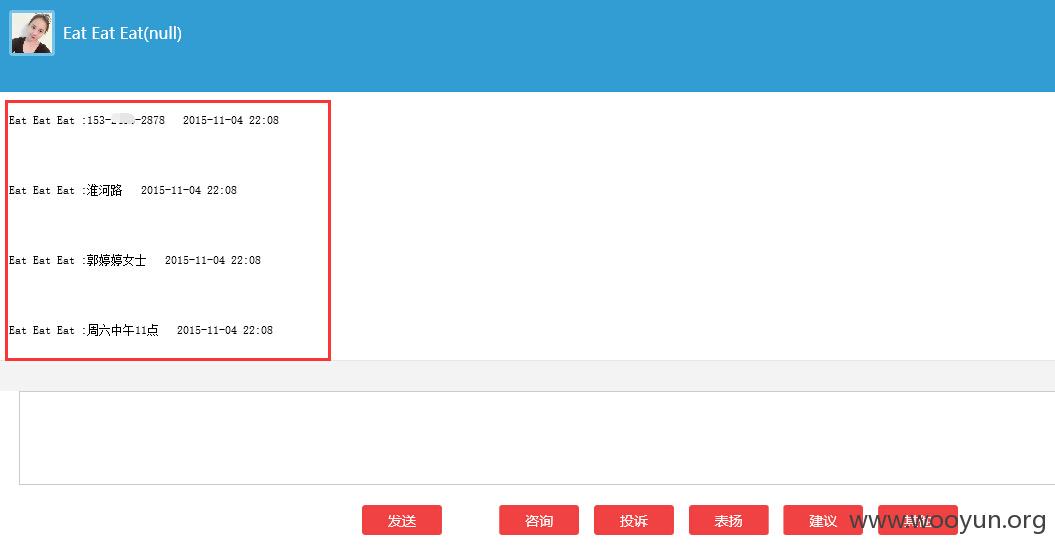 Eat Eat Eat(null)
Eat Eat Eat :153- -2878 2015-11-04 22:08
Eat Eat Eat :淮河路 2015-11-04 22:08
Eat Eat Eat :郭婷婷女士 2015-11-04 22:08
Eat Eat Eat :周六中午11点 2015-11-04 22:08
发送 咨询 投诉 表扬 建议 其他
www.wooyun.org